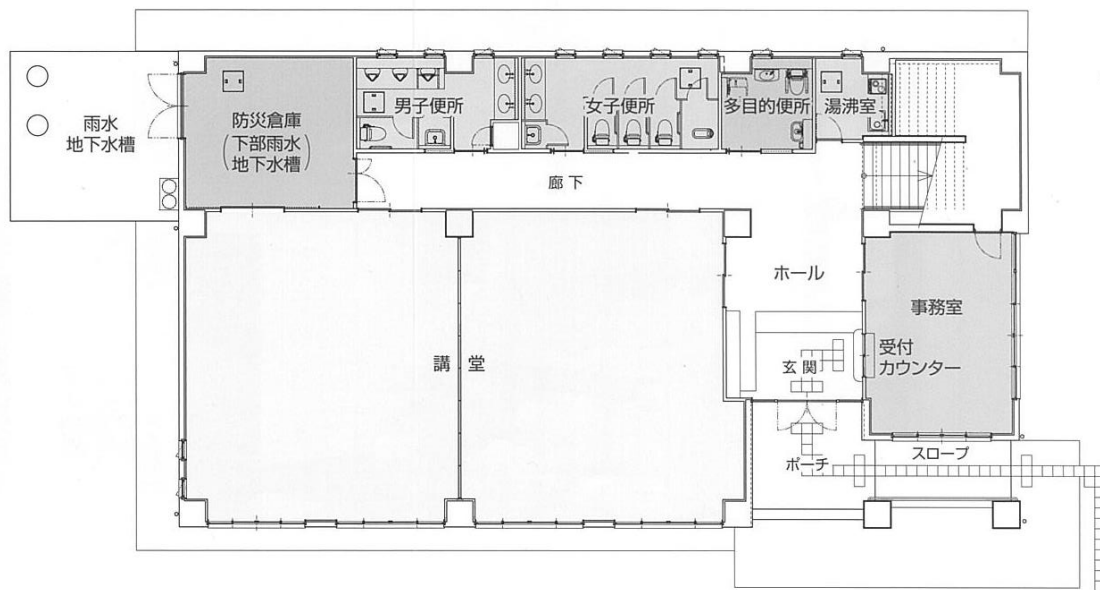 雨水
地下水槽
防災倉庫
(下部雨水
地下水槽)
男子便所
女子便所
多目的便所
湯沸室
廊下
ホール
事務室
講堂
玄関
受付
カウンター
ポーチ
スロープ